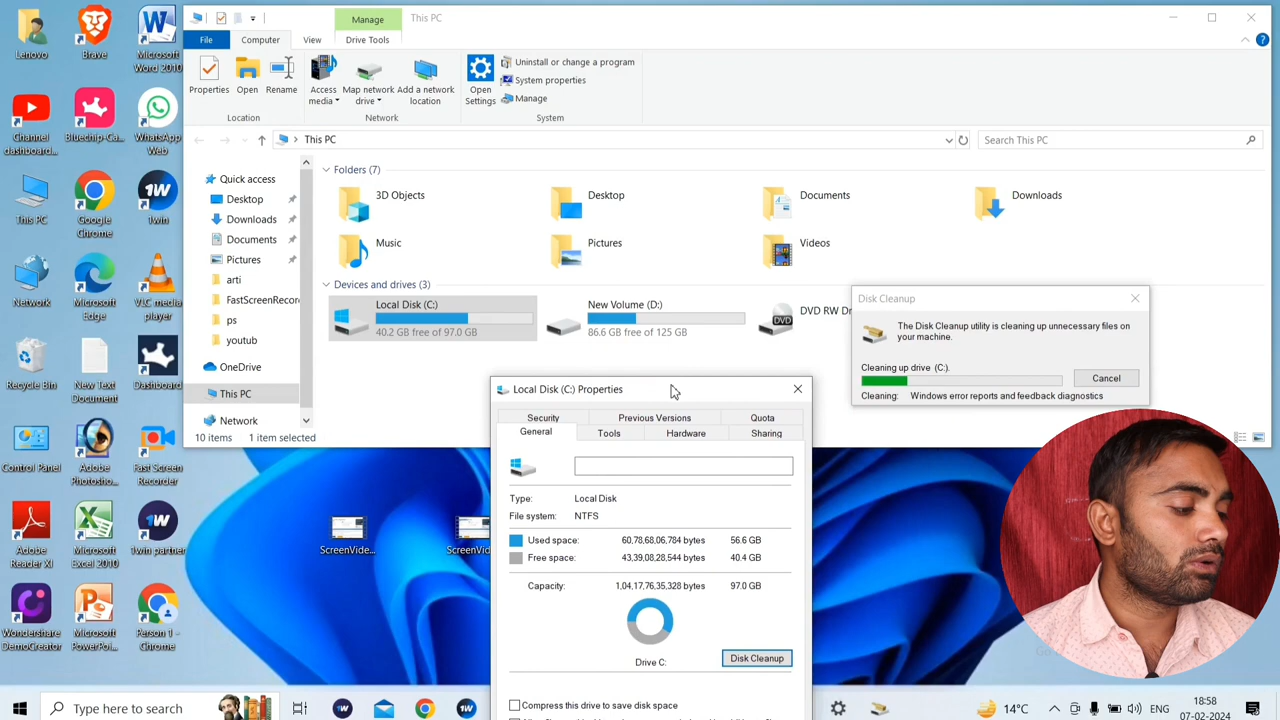 Lenovo
Brave
Microsoft
Word 2010
Channel
dashboard...
Bluechip-Ca...
WhatsApp
Web
This PC
Google
Chrome
1win
Network
Microsoft
Edge
VLC media
player
Recycle Bin
New Text
Document
Dashboard
Control Panel
Adobe
Photosho...
Fast Screen
Recorder
Adobe
Reader XI
Microsoft
Excel 2010
1win partner
Wondershare
DemoCreator
Microsoft
PowerPoi...
Person 1 -
Chrome
Manage
This PC
File
Computer
View
Drive Tools
Properties
Open
Rename
Access
media
Map network
drive
Add a network
location
Open
Settings
Uninstall or change a program
System properties
Manage
Location
Network
System
This PC
Search This PC
Quick access
Desktop
Downloads
Documents
Pictures
arti
FastScreenRecor
ps
youtub
OneDrive
This PC
Network
10 items
1 item selected
Folders (7)
3D Objects
Desktop
Documents
Downloads
Music
Pictures
Videos
Devices and drives (3)
Local Disk (C:)
40.2 GB free of 97.0 GB
New Volume (D:)
86.6 GB free of 125 GB
DVD RW Dr
DVD
Disk Cleanup
The Disk Cleanup utility is cleaning up unnecessary files on
your machine.
Cleaning up drive (C:).
Cancel
Cleaning: Windows error reports and feedback diagnostics
Local Disk (C:) Properties
Security
Previous Versions
Quota
General
Tools
Hardware
Sharing
Type: Local Disk
File system: NTFS
Used space: 60,78,68,06,784 bytes 56.6 GB
Free space: 43,39,08,28,544 bytes 40.4 GB
Capacity: 1,04,17,76,35,328 bytes 97.0 GB
Drive C:
Disk Cleanup
Compress this drive to save disk space
ScreenVide...
ScreenVide
Type here to search
14°C
ENG
18:58
07-02-2024